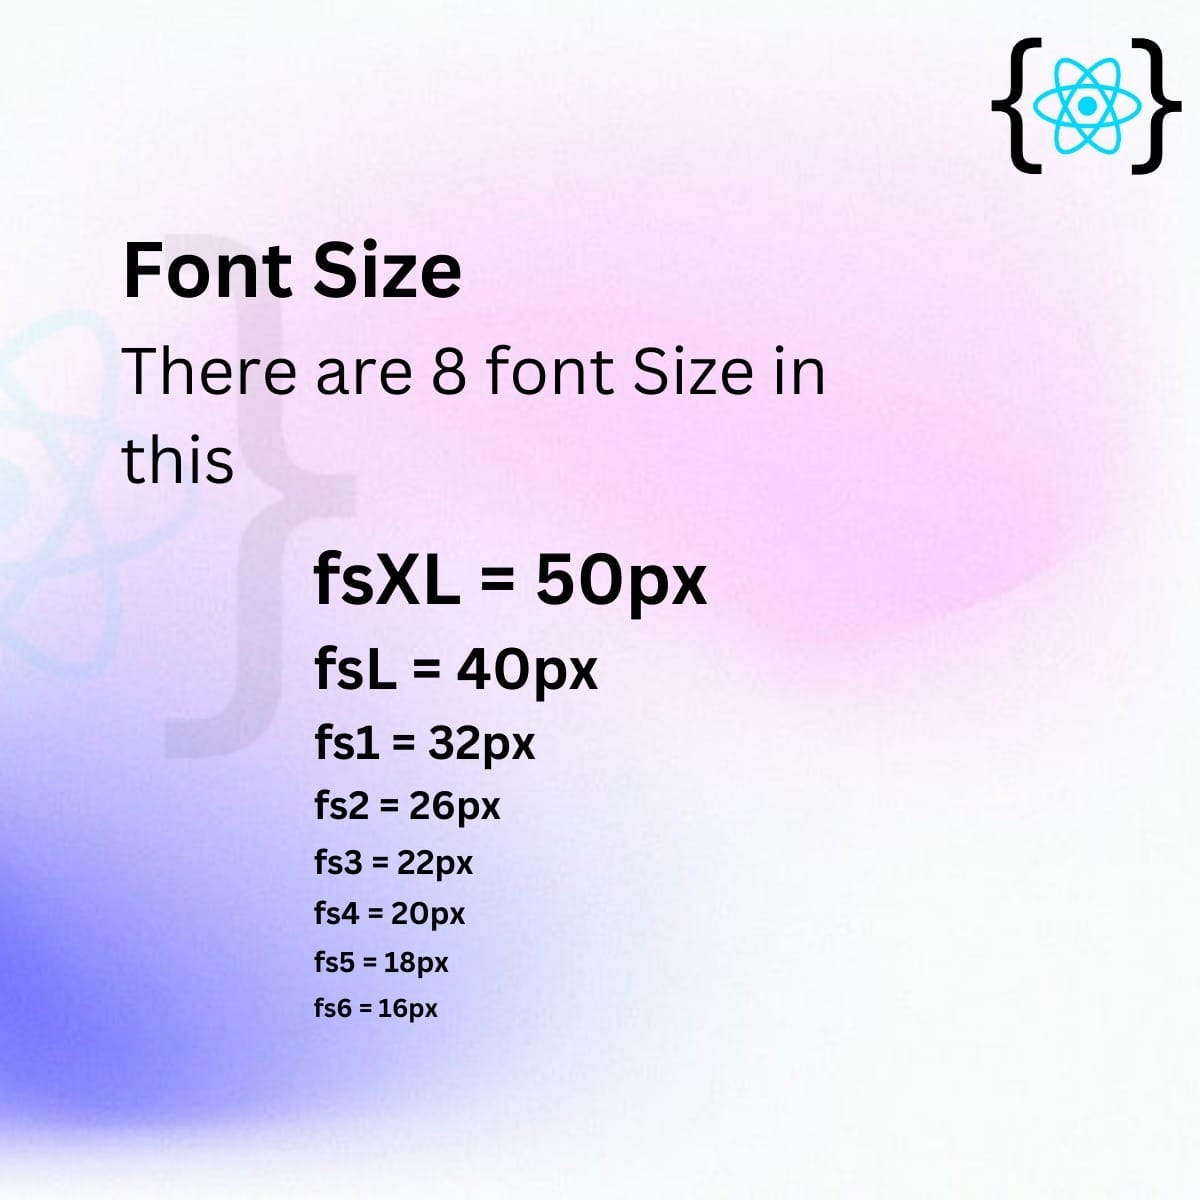 Font Size
There are 8 font Size in
this
fsXL = 50px
fsL = 40px
fs1 = 32px
fs2 = 26px
fs3 = 22px
fs4 = 20px
fs5 = 18px
fs6 = 16px